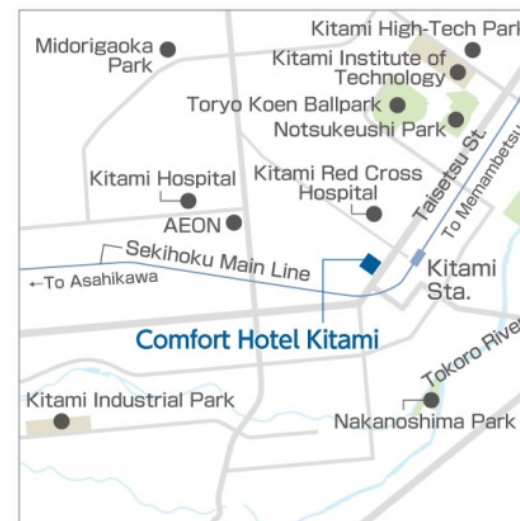 Kitami High-Tech Park
Midorigaoka
Park
Kitami Institute of
Technology
Toryo Koen Ballpark
Notsukeushi Park
Taisetsu St.
To Memambetsu
Kitami Hospital
Kitami Red Cross
Hospital
AEON
Sekihoku Main Line
←To Asahikawa
Kitami
Sta.
Comfort Hotel Kitami
Tokoro River
Kitami Industrial Park
Nakanoshima Park